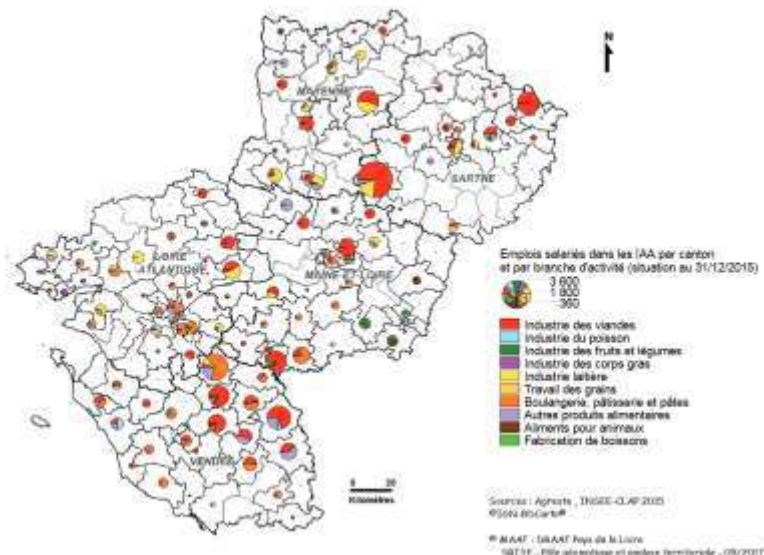 N
MAYENNE
SARTHE
LOIRE
ATLANTIQUE
MAINE ET LOIRE
VENDEE
0 20
Kilomètres
Emplois salariés dans les IAA par canton
et par branche d'activité (situation au 31/12/2015)
3 600
1 800
360
Industrie des viandes
Industrie du poisson
Industrie des fruits et légumes
Industrie des corps gras
Industrie laitière
Travail des grains
Boulangerie, pâtisserie et pâtes
Autres produits alimentaires
Aliments pour animaux
Fabrication de boissons
Sources : Agreste , INSEE-CLAP 2015
Pays de la Loire